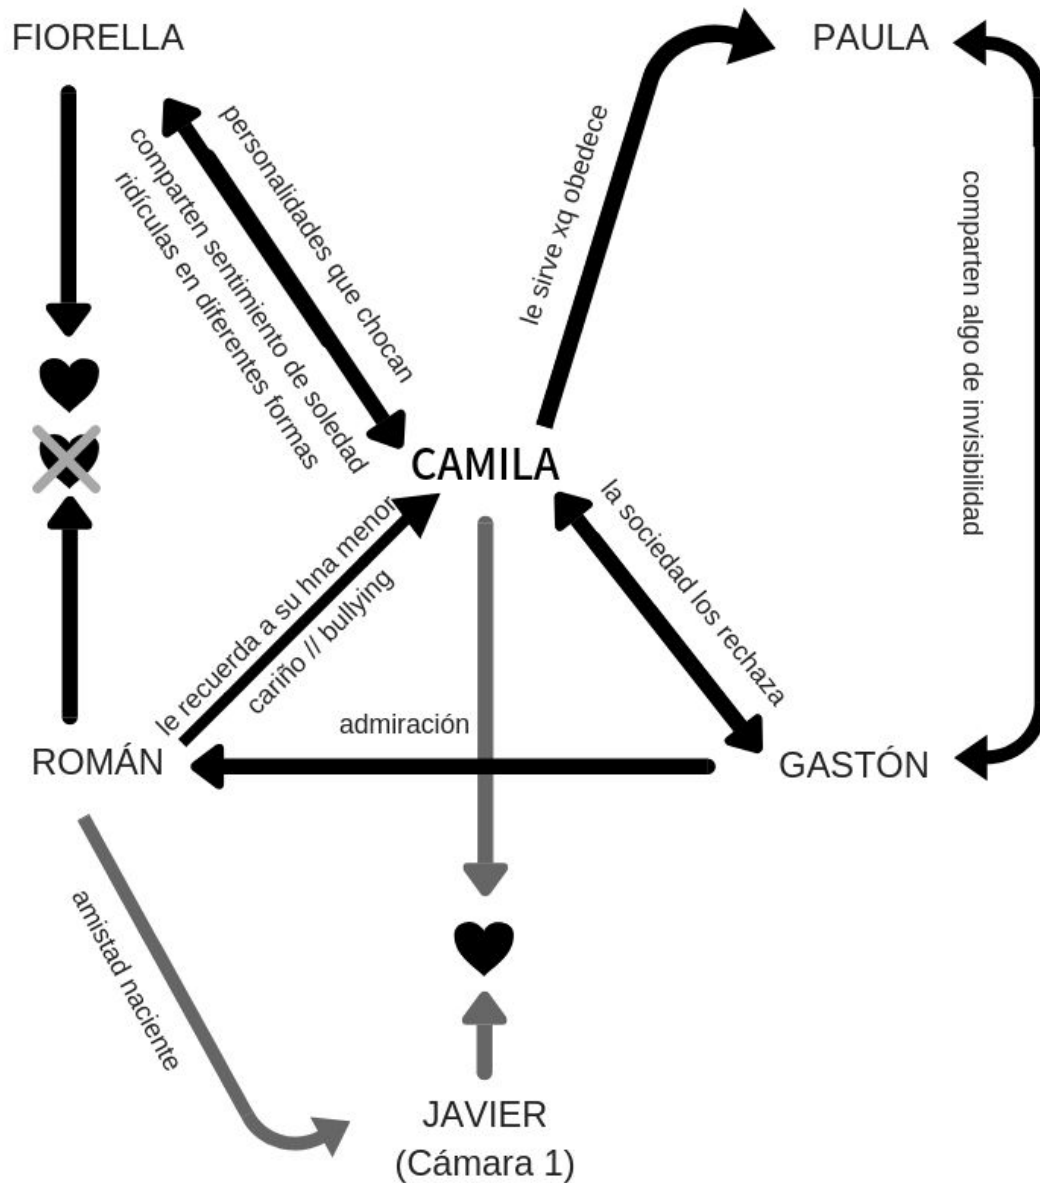 FIORELLA
PAULA
personalidades que chocan
comparten sentimiento de soledad
ridículas en diferentes formas
le sirve xq obedece
comparten algo de invisibilidad
CAMILA
la sociedad los rechaza
le recuerda a su hna menor
cariño // bullying
admiración
ROMÁN
GASTÓN
amistad naciente
JAVIER
(Cámara 1)